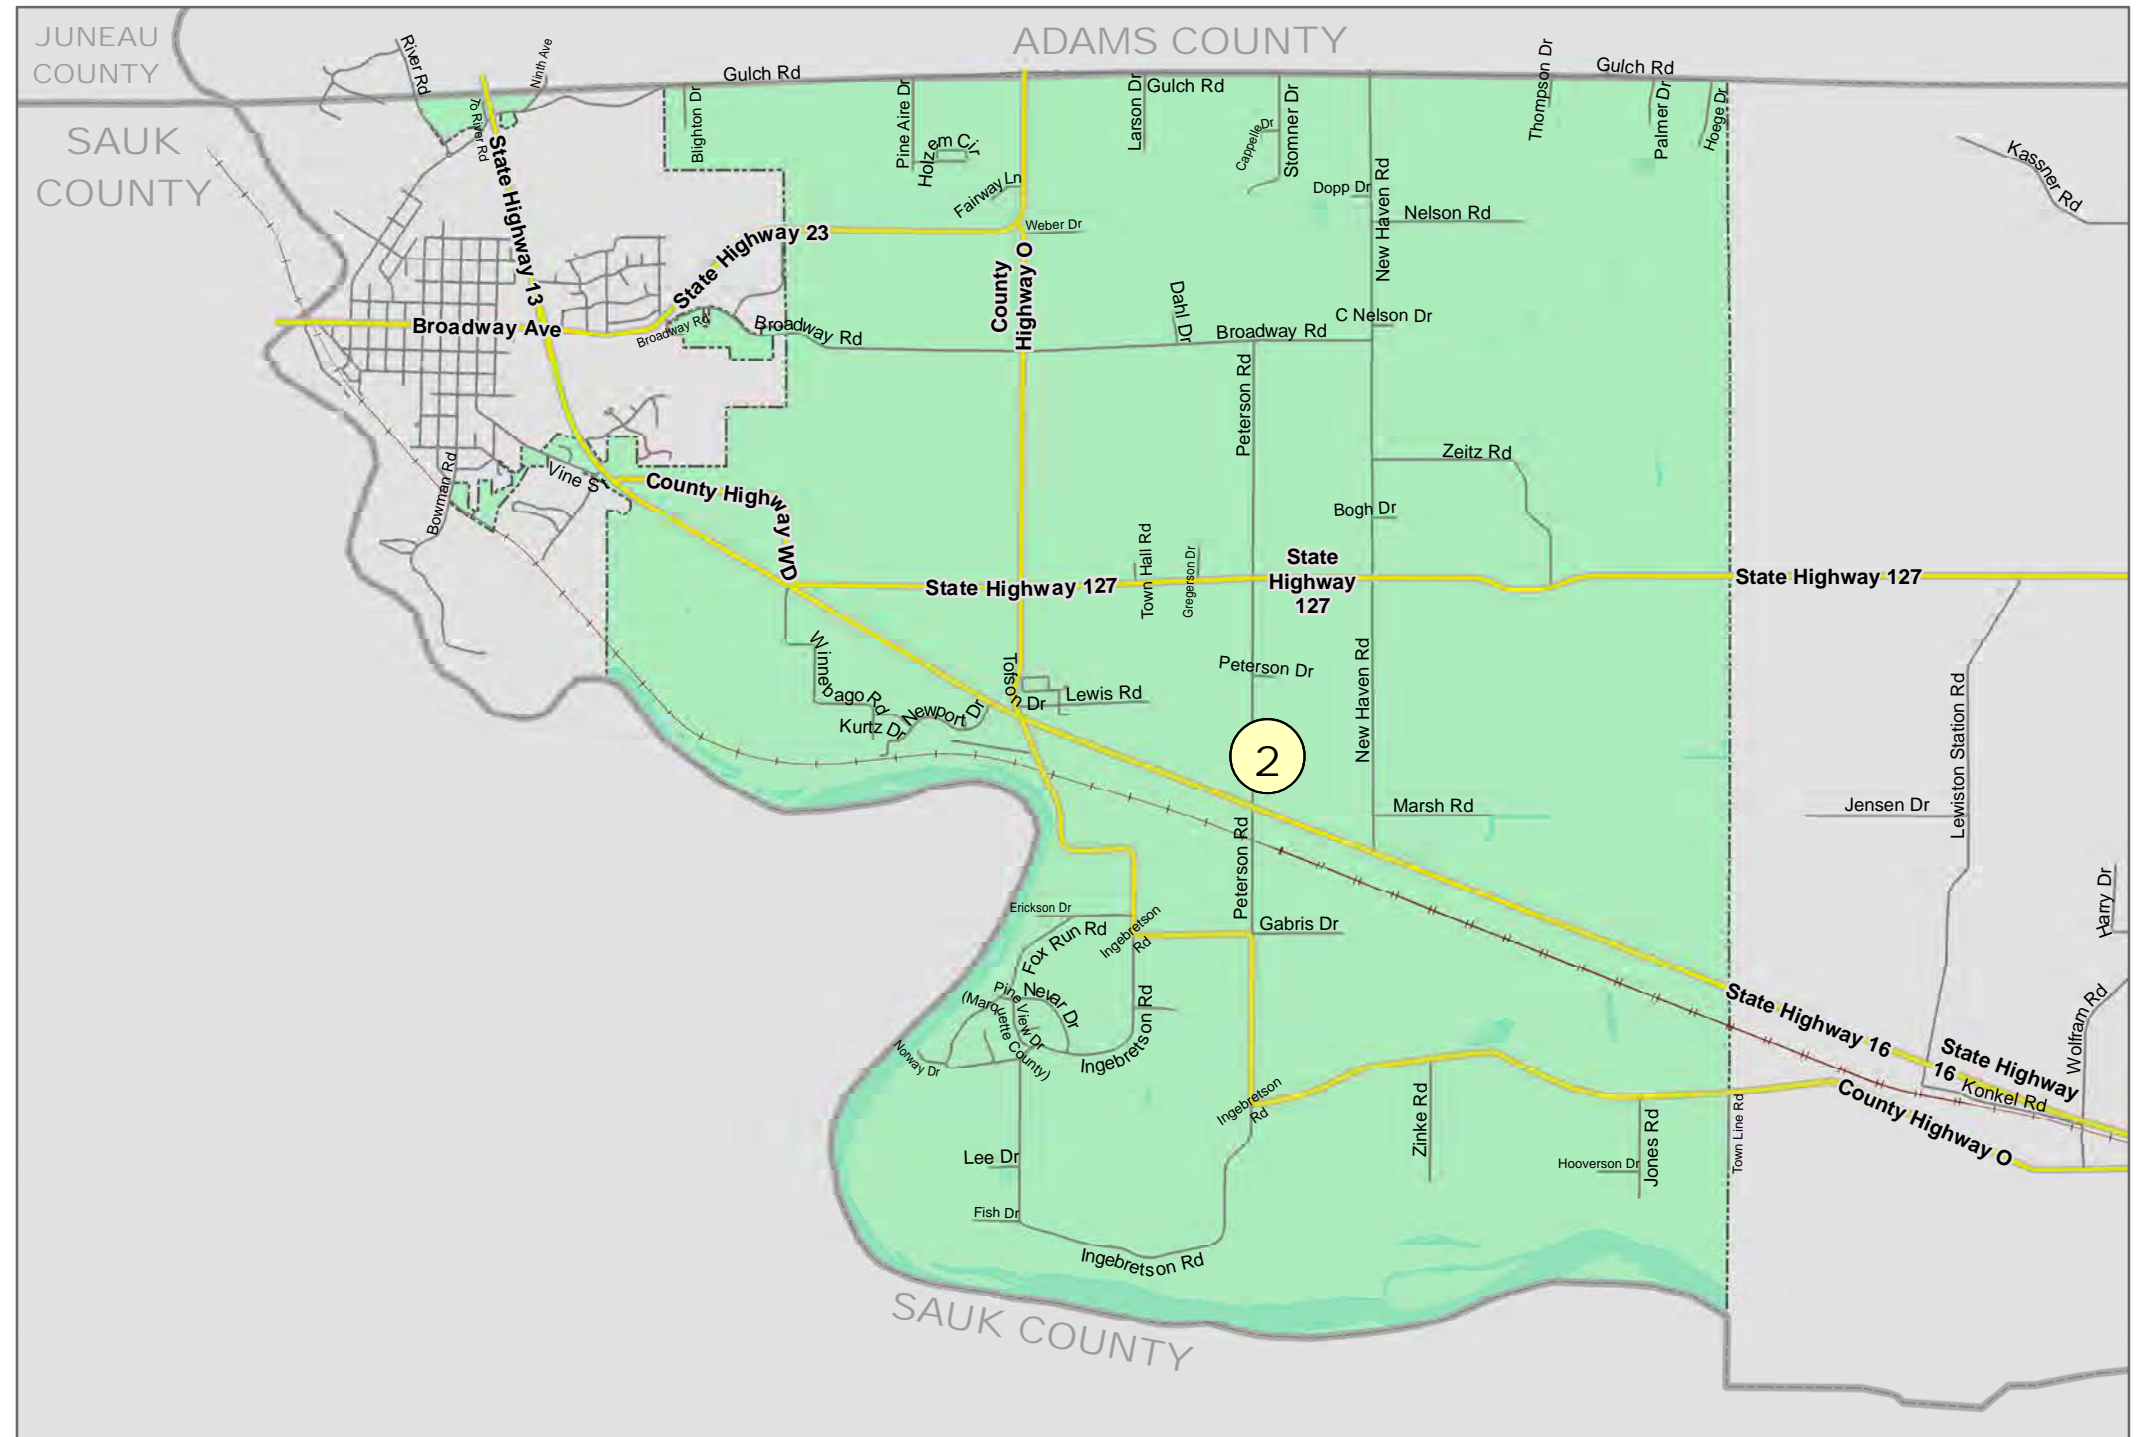 JUNEAU
COUNTY
ADAMS COUNTY
River Rd
Ninth Ave
Gulch Rd
Gulch Rd
Gulch Rd
To River Rd
SAUK
COUNTY
State Highway 13
Blighton Dr
Pine Aire Dr
Holzem Cir
Fairway Ln
Weber Dr
Larson Dr
Cappelle Dr
Stomner Dr
Dopp Dr
New Haven Rd
Nelson Rd
Thompson Dr
Palmer Dr
Hoege Dr
Kassner Rd
State Highway 23
County
Highway O
Broadway Ave
Broadway Rd
Broadway Rd
Dahl Dr
Broadway Rd
C Nelson Dr
Peterson Rd
Zeitz Rd
Bowman Rd
Vine St
County Highway WD
Bogh Dr
State Highway 127
Town Hall Rd
Gregerson Dr
State
Highway
127
State Highway 127
Winnebago Rd
Kurtz Dr
Newport Dr
Tofson Dr
Lewis Rd
Peterson Dr
New Haven Rd
Lewiston Station Rd
2
Marsh Rd
Jensen Dr
Peterson Rd
Harry Dr
Erickson Dr
Fox Run Rd
Ingebretson
Rd
Gabris Dr
Pine View Dr
(Marquette County)
Nevar Dr
Norway Dr
Ingebretson Rd
Ingebretson Rd
State Highway 16
State Highway
16
Konkel Rd
Wolfram Rd
County Highway O
Ingebretson
Rd
Zinke Rd
Hooverson Dr
Jones Rd
Town Line Rd
Lee Dr
Fish Dr
Ingebretson Rd
SAUK COUNTY